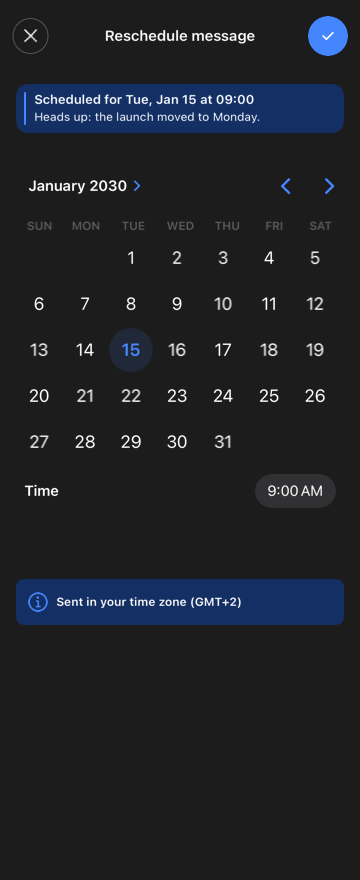 Reschedule message
Scheduled for Tue, Jan 15 at 09:00
Heads up: the launch moved to Monday.
January 2030
SUN MON TUE WED THU FRI SAT
1 2 3 4 5
6 7 8 9 10 11 12
13 14 15 16 17 18 19
20 21 22 23 24 25 26
27 28 29 30 31
Time 9:00 AM
Sent in your time zone (GMT+2)